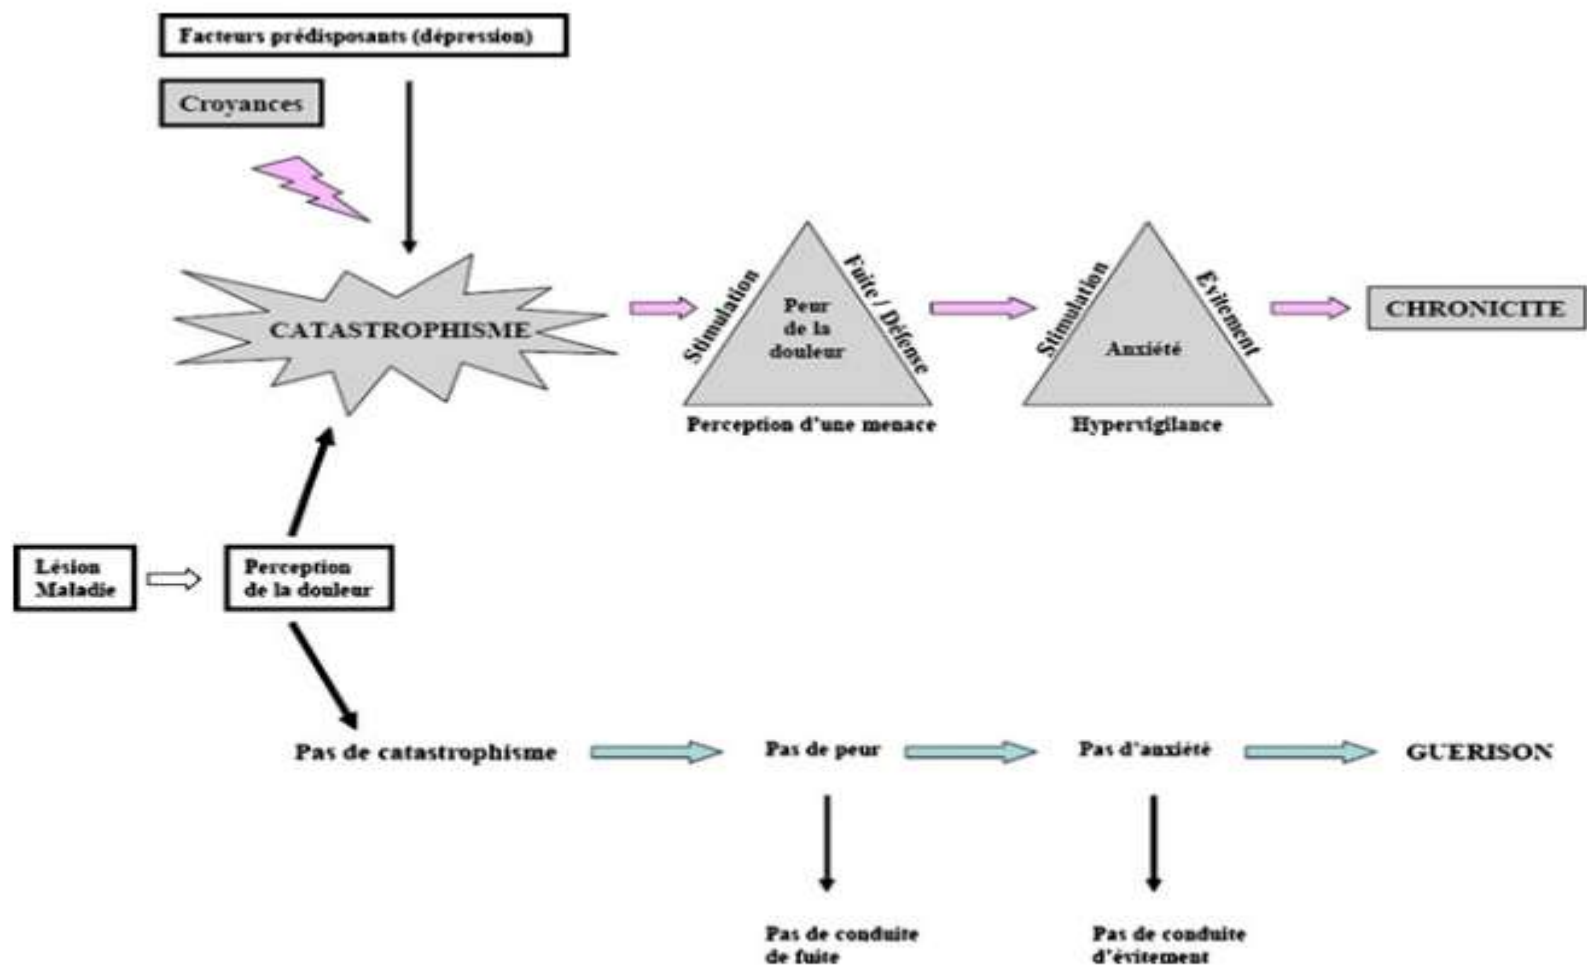 Facteurs prédisposants (dépression)
Croyances
CATASTROPHISME
Stimulation
Peur
de la
douleur
Fuite / Défense
Perception d'une menace
Stimulation
Anxiété
Evitement
Hypervigilance
CHRONICITE
Lésion
Maladie
Perception
de la douleur
Pas de catastrophisme
Pas de peur
Pas d'anxiété
GUERISON
Pas de conduite
de fuite
Pas de conduite
d'évitement